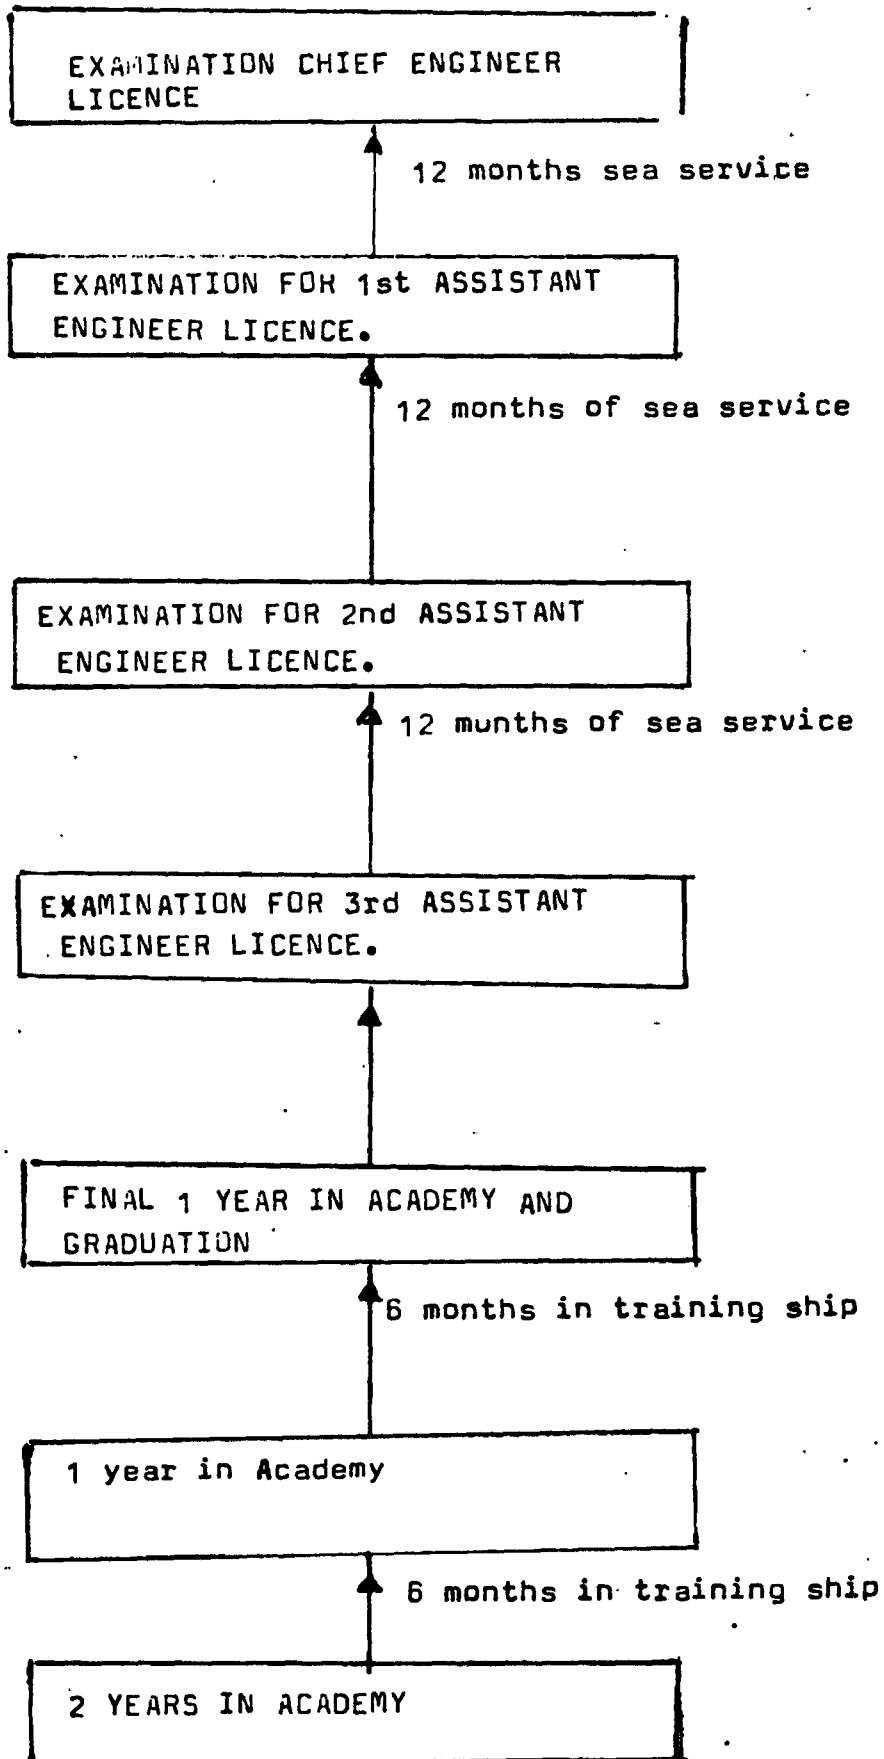 EXAMINATION CHIEF ENGINEER
LICENCE
12 months sea service
EXAMINATION FOR 1st ASSISTANT
ENGINEER LICENCE.
12 months of sea service
EXAMINATION FOR 2nd ASSISTANT
ENGINEER LICENCE.
12 months of sea service
EXAMINATION FOR 3rd ASSISTANT
ENGINEER LICENCE.
FINAL 1 YEAR IN ACADEMY AND
GRADUATION
6 months in training ship
1 year in Academy
6 months in training ship
2 YEARS IN ACADEMY